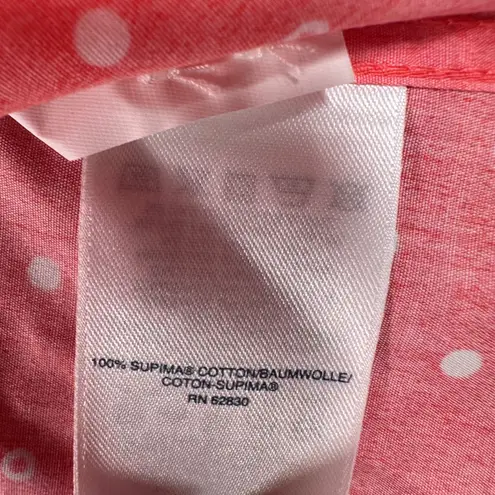 100% SUPIMA® COTTON/BAUMWOLLE/
COTON-SUPIMA®
RN 62830